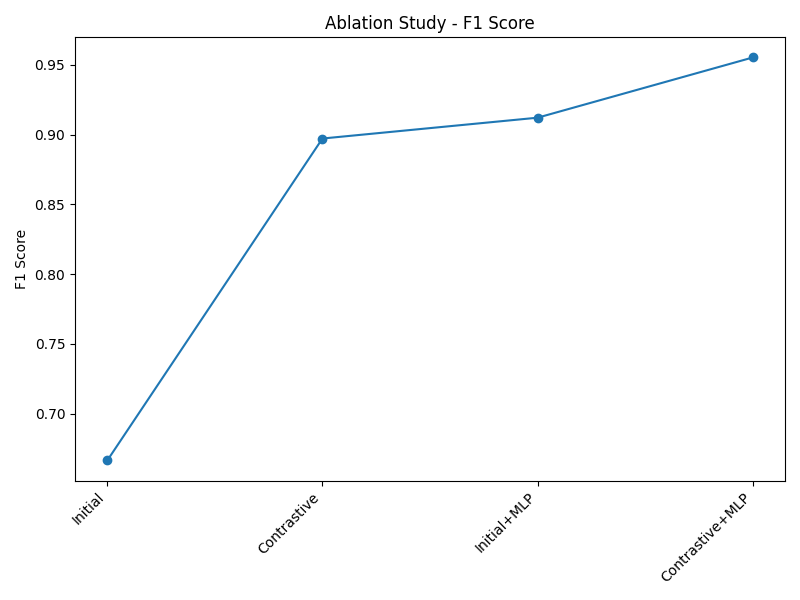 Ablation Study - F1 Score
F1 Score
0.95
0.90
0.85
0.80
0.75
0.70
Initial
Contrastive
Initial+MLP
Contrastive+MLP